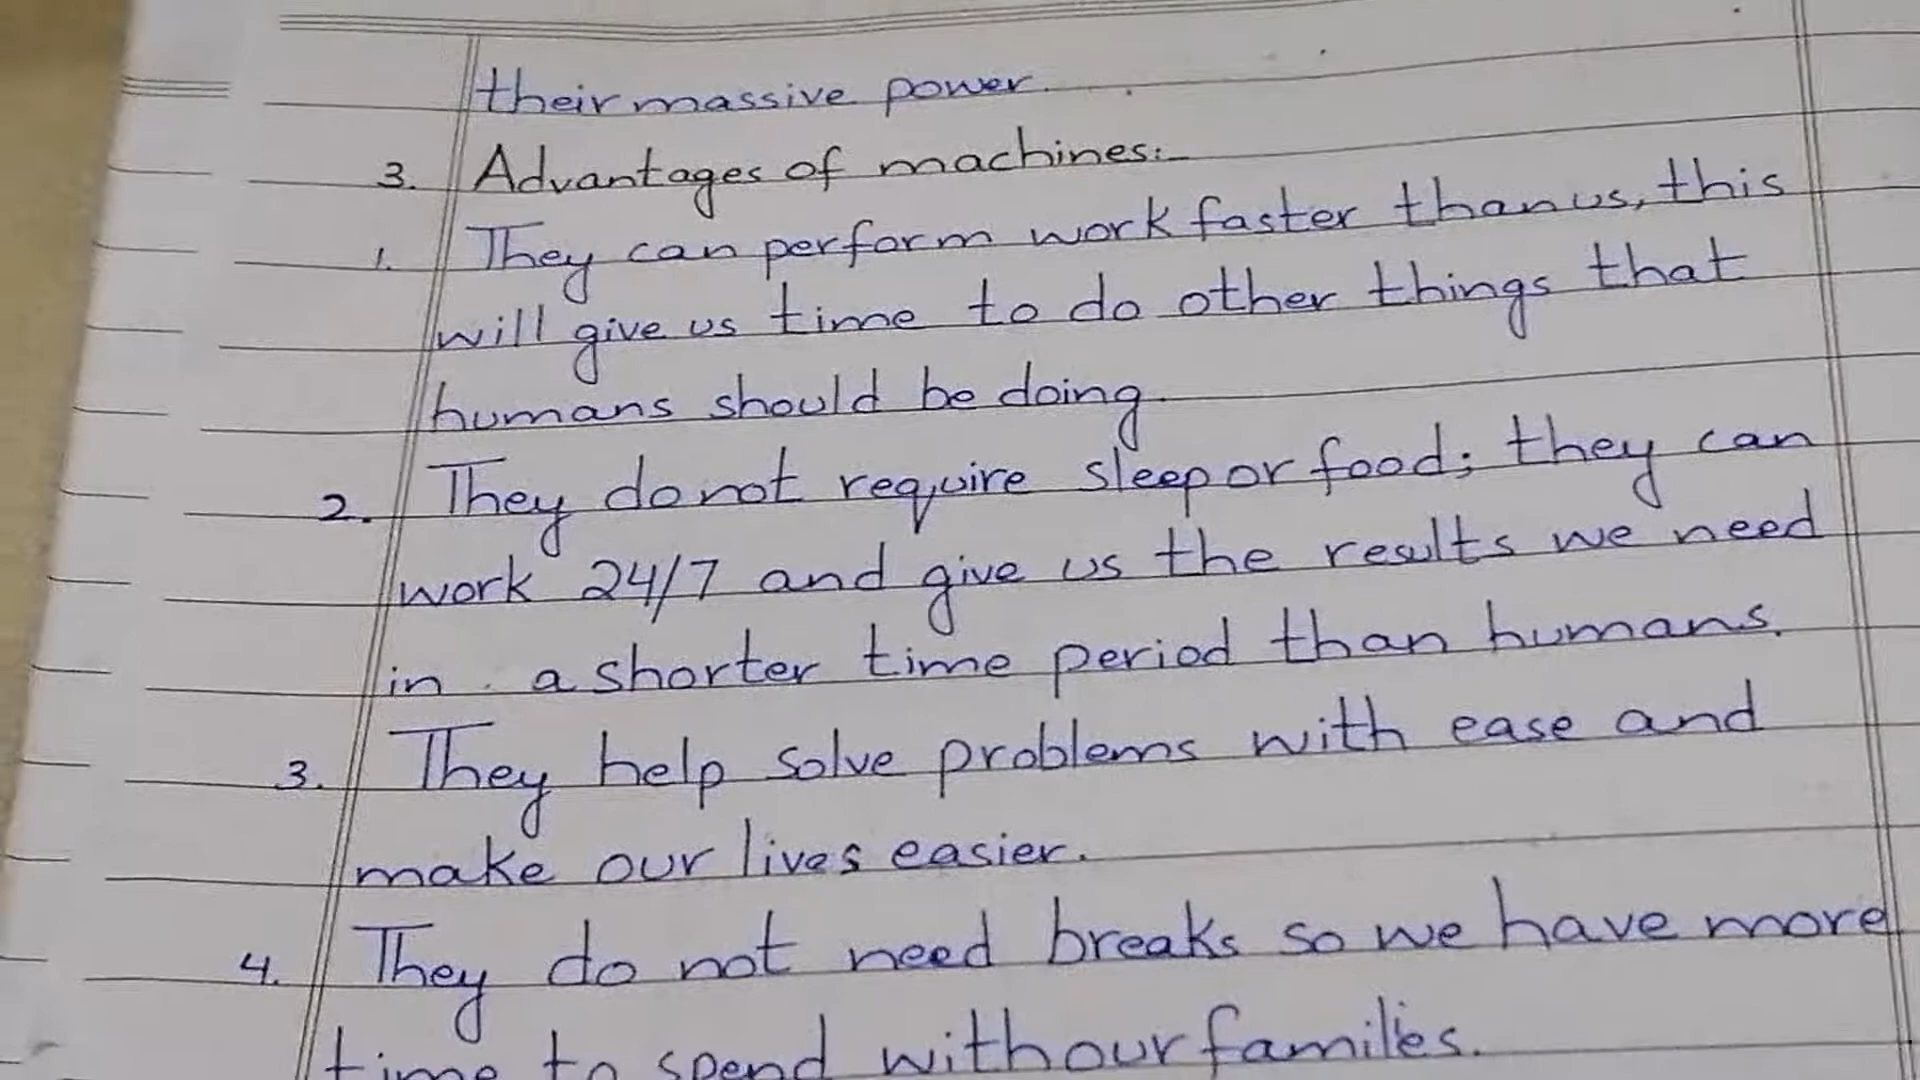 their massive power.
3. Advantages of machines:-
1. They can perform work faster than us, this
will give us time to do other things that
humans should be doing.
2. They do not require sleep or food; they can
work 24/7 and give us the results we need
in a shorter time period than humans.
3. They help solve problems with ease and
make our lives easier.
4. They do not need breaks so we have more
time to spend with our families.